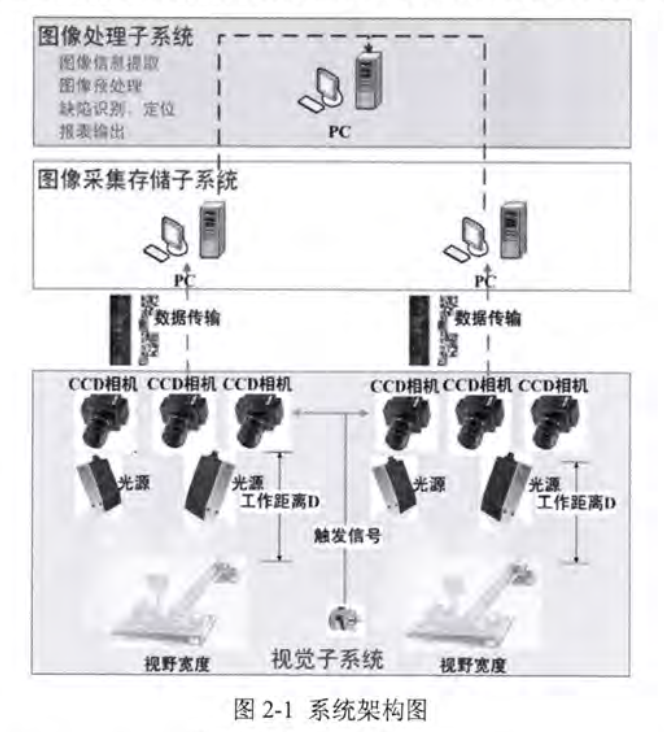 图像处理子系统
图像信息提取
图像预处理
缺陷识别、定位
报表输出
PC
图像采集存储子系统
PC
PC
数据传输
数据传输
CCD相机 CCD相机 CCD相机
CCD相机 CCD相机 CCD相机
光源
光源
光源
光源
工作距离D
工作距离D
触发信号
视野宽度
视觉子系统
视野宽度
图 2-1 系统架构图